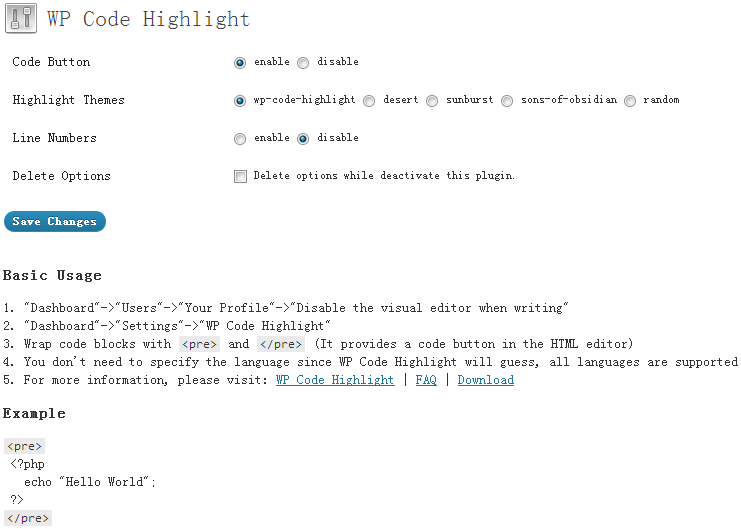 WP Code Highlight
Code Button enable disable
Highlight Themes wp-code-highlight desert sunburst sons-of-obsidian random
Line Numbers enable disable
Delete Options Delete options while deactivate this plugin.
Save Changes
Basic Usage
1. "Dashboard"->"Users"->"Your Profile"->"Disable the visual editor when writing"
2. "Dashboard"->"Settings"->"WP Code Highlight"
3. Wrap code blocks with <pre> and </pre> (It provides a code button in the HTML editor)
4. You don't need to specify the language since WP Code Highlight will guess, all languages are supported
5. For more information, please visit: WP Code Highlight | FAQ | Download
Example
<pre>
<?php
echo "Hello World";
?>
</pre>